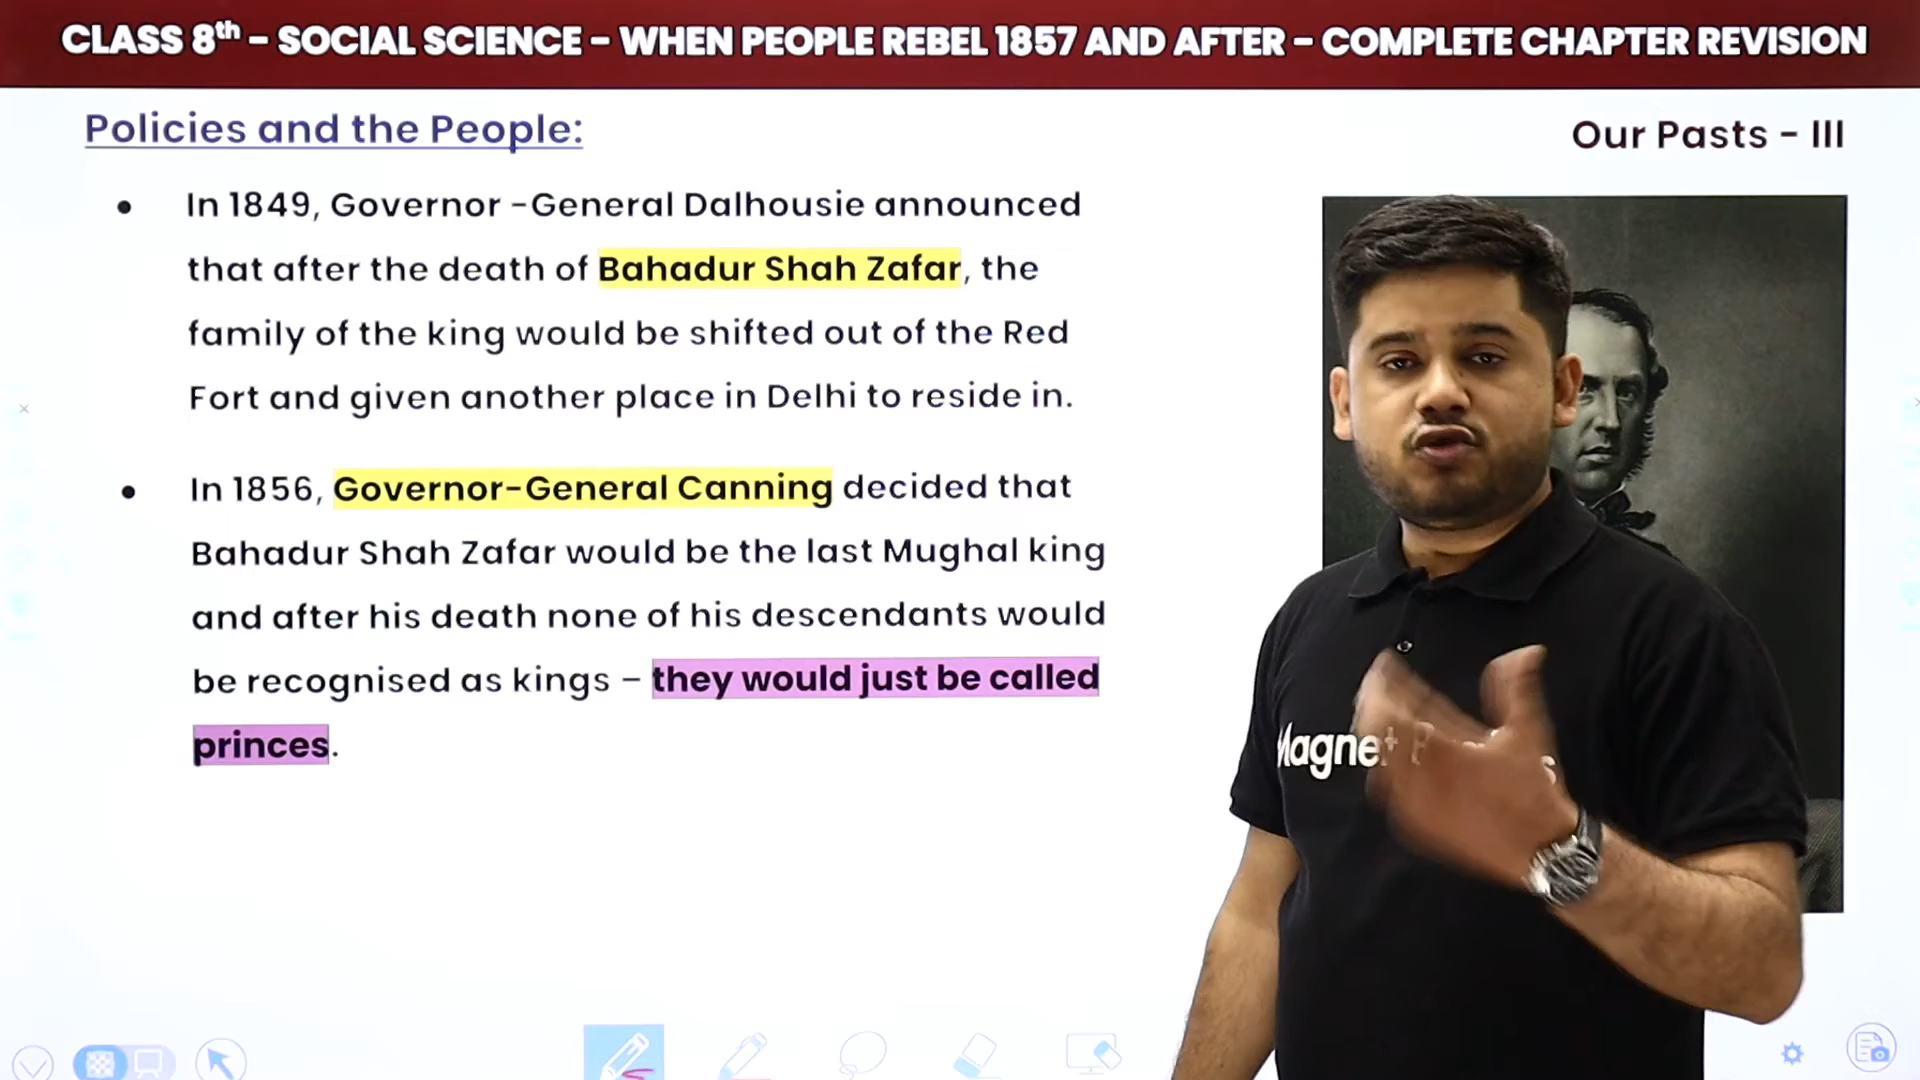 CLASS 8th – SOCIAL SCIENCE – WHEN PEOPLE REBEL 1857 AND AFTER – COMPLETE CHAPTER REVISION
Policies and the People:
Our Pasts – III
• In 1849, Governor –General Dalhousie announced
that after the death of Bahadur Shah Zafar, the
family of the king would be shifted out of the Red
Fort and given another place in Delhi to reside in.
• In 1856, Governor-General Canning decided that
Bahadur Shah Zafar would be the last Mughal king
and after his death none of his descendants would
be recognised as kings – they would just be called
princes.
Magnet